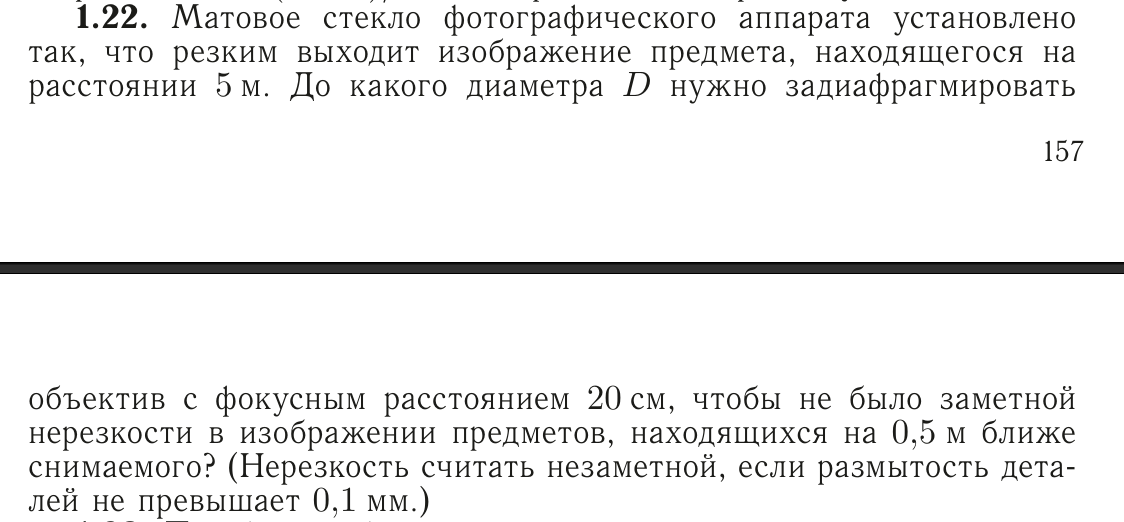 1.22. Матовое стекло фотографического аппарата установлено
так, что резким выходит изображение предмета, находящегося на
расстоянии 5 м. До какого диаметра D нужно задиафрагмировать
157
объектив с фокусным расстоянием 20 см, чтобы не было заметной
нерезкости в изображении предметов, находящихся на 0,5 м ближе
снимаемого? (Нерезкость считать незаметной, если размытость дета-
лей не превышает 0,1 мм.)